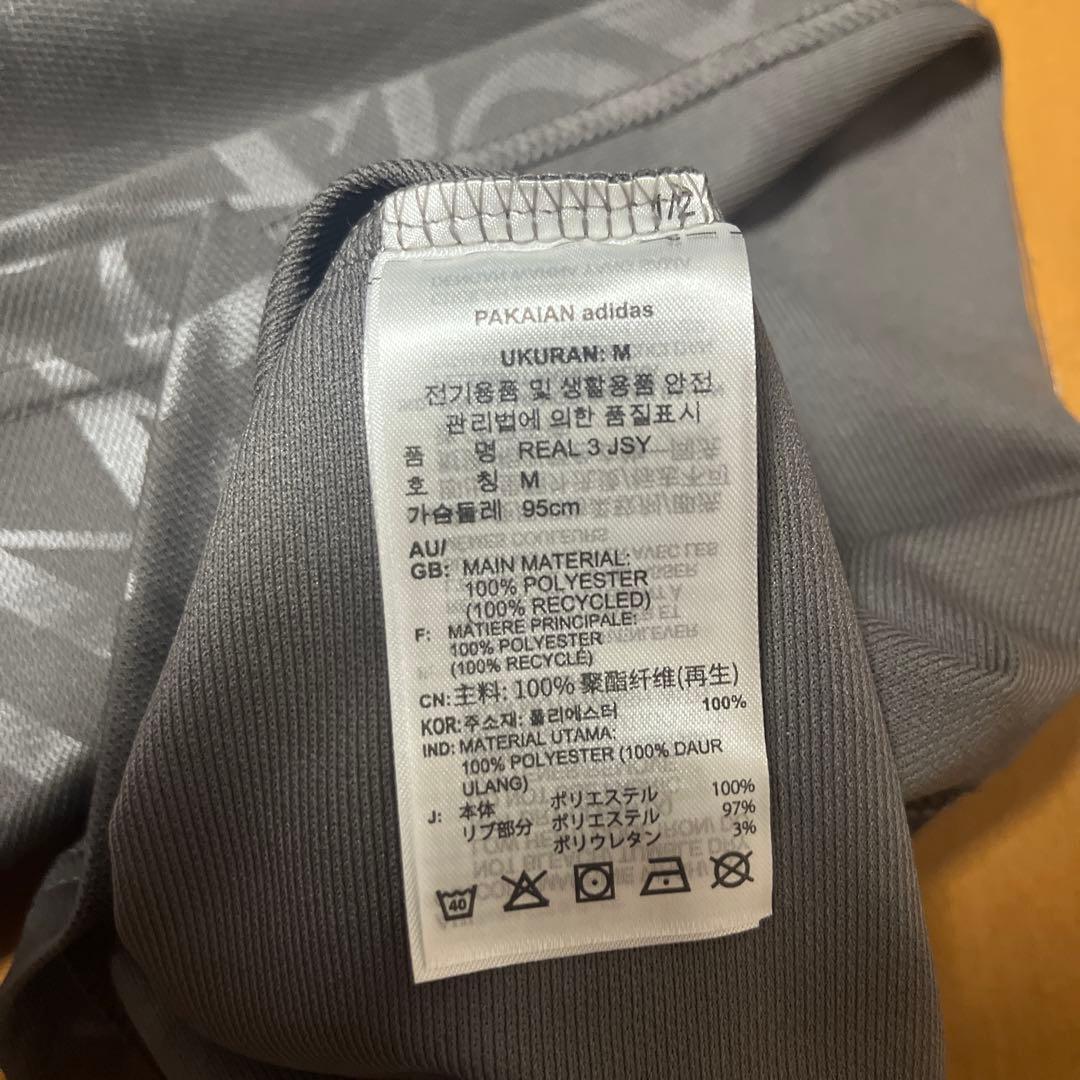 1/2
PAKAIAN adidas
UKURAN: M
전기용품 및 생활용품 안전
관리법에 의한 품질표시
품 명 REAL 3 JSY
호 칭 M
가슴둘레 95cm
AU/
GB: MAIN MATERIAL:
100% POLYESTER
(100% RECYCLED)
F: MATIERE PRINCIPALE:
100% POLYESTER
(100% RECYCLÉ)
CN: 主料: 100% 聚酯纤维(再生)
KOR: 주소재: 폴리에스터 100%
IND: MATERIAL UTAMA:
100% POLYESTER (100% DAUR
ULANG)
J: 本体 ポリエステル 100%
リブ部分 ポリエステル 97%
ポリウレタン 3%
40